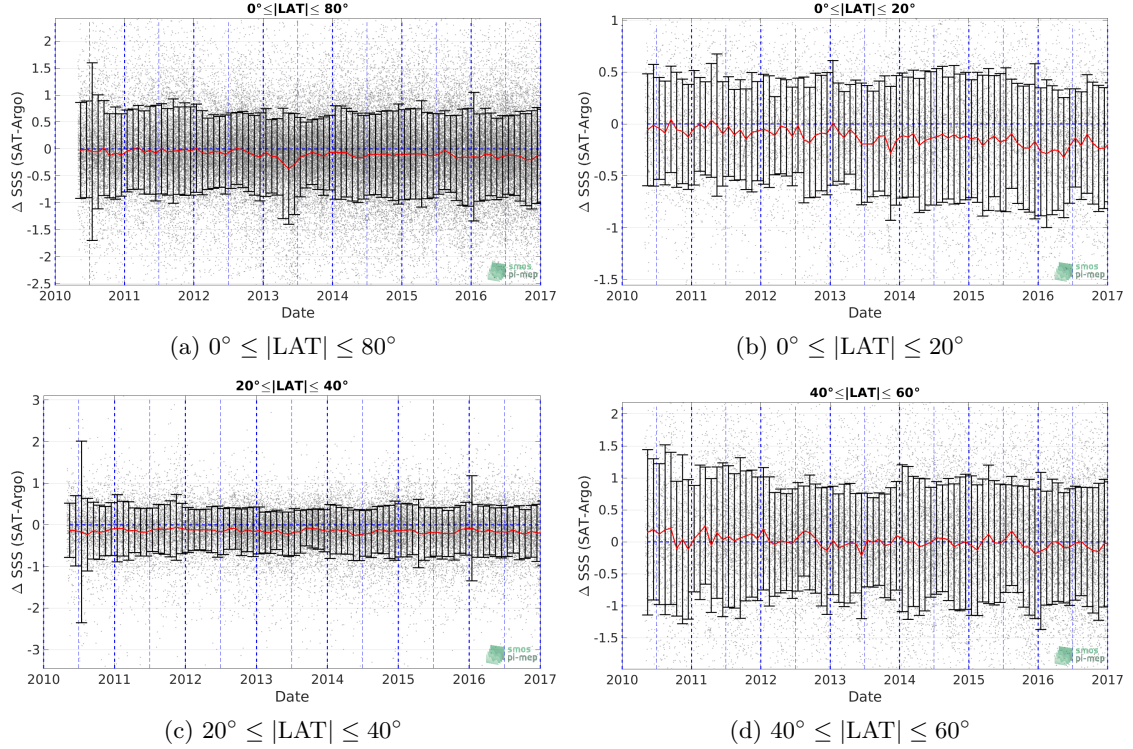 0°≤|LAT|≤ 80°
Δ SSS (SAT-Argo)
2
1.5
1
0.5
0
-0.5
-1
-1.5
-2
-2.5
2010 2011 2012 2013 2014 2015 2016 2017
Date
smos
pi-mep
(a) 0° ≤ |LAT| ≤ 80°
0°≤|LAT|≤ 20°
Δ SSS (SAT-Argo)
1
0.5
0
-0.5
-1
-1.5
2010 2011 2012 2013 2014 2015 2016 2017
Date
smos
pi-mep
(b) 0° ≤ |LAT| ≤ 20°
20°≤|LAT|≤ 40°
Δ SSS (SAT-Argo)
3
2
1
0
-1
-2
-3
2010 2011 2012 2013 2014 2015 2016 2017
Date
smos
pi-mep
(c) 20° ≤ |LAT| ≤ 40°
40°≤|LAT|≤ 60°
Δ SSS (SAT-Argo)
2
1.5
1
0.5
0
-0.5
-1
-1.5
2010 2011 2012 2013 2014 2015 2016 2017
Date
smos
pi-mep
(d) 40° ≤ |LAT| ≤ 60°